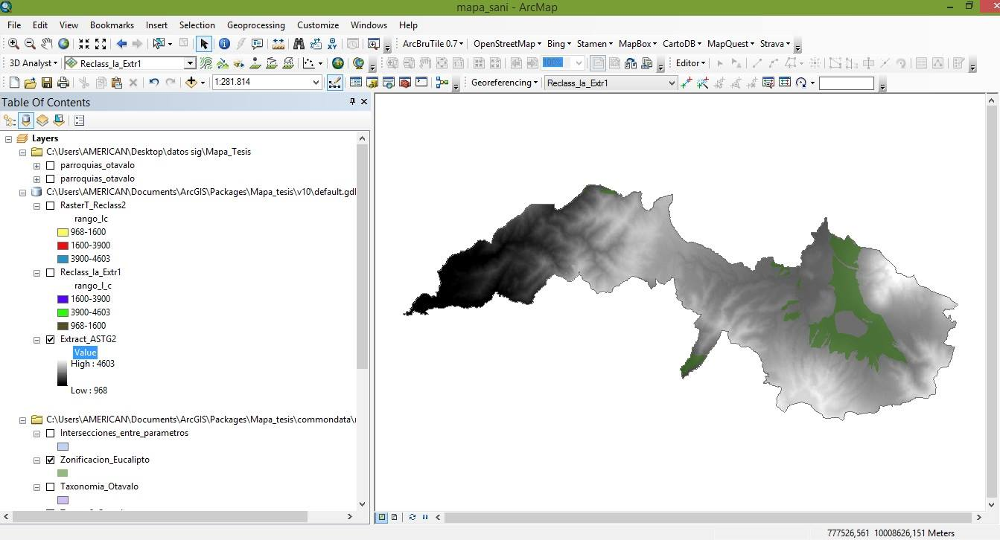 mapa_sani - ArcMap
File Edit View Bookmarks Insert Selection Geoprocessing Customize Windows Help
ArcBruTile 0.7 OpenStreetMap Bing Stamen MapBox CartoDB MapQuest Strava
3D Analyst Reclass_la_Extr1 100% Editor
1:281.814 Georeferencing Reclass_la_Extr1
Table Of Contents
Layers
C:\Users\AMERICAN\Desktop\datos sig\Mapa_Tesis
parroquias_otavalo
parroquias_otavalo
C:\Users\AMERICAN\Documents\ArcGIS\Packages\Mapa_tesis\v10\default.gdl
RasterT_Reclass2
rango_lc
968-1600
1600-3900
3900-4603
Reclass_la_Extr1
rango_l_c
1600-3900
3900-4603
968-1600
Extract_ASTG2
Value
High : 4603
Low : 968
C:\Users\AMERICAN\Documents\ArcGIS\Packages\Mapa_tesis\commondata\
Intersecciones_entre_parametros
Zonificacion_Eucalipto
Taxonomia_Otavalo
777526,561 10008626,151 Meters